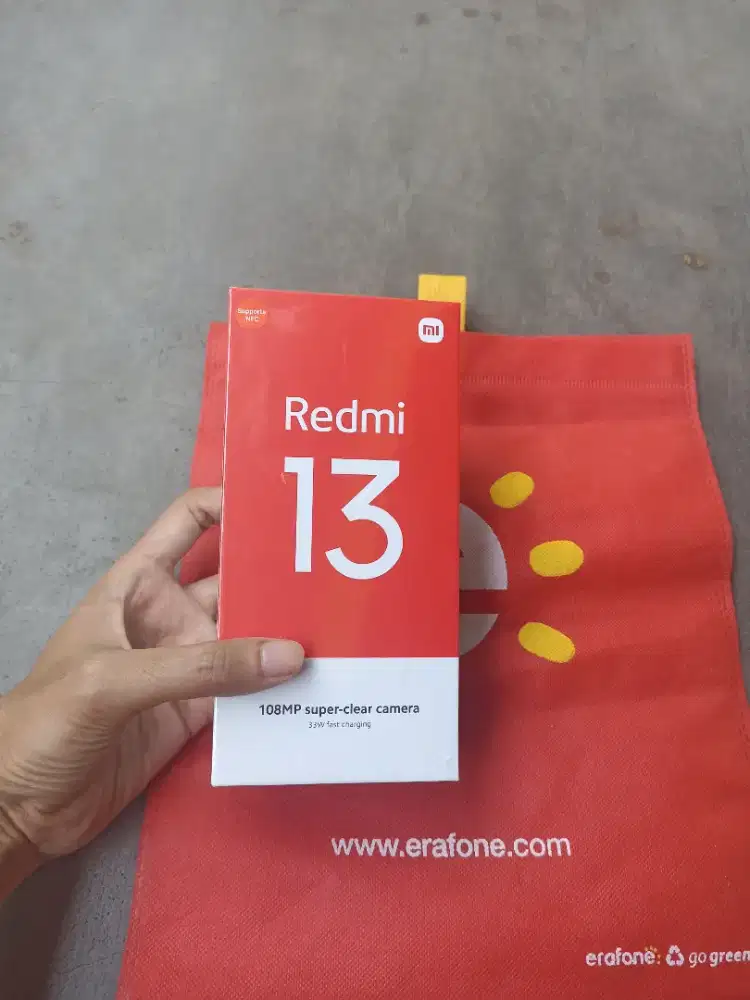 Supports
NFC
mi
Redmi
13
108MP super-clear camera
33W fast charging
e
www.erafone.com
erafone: go green